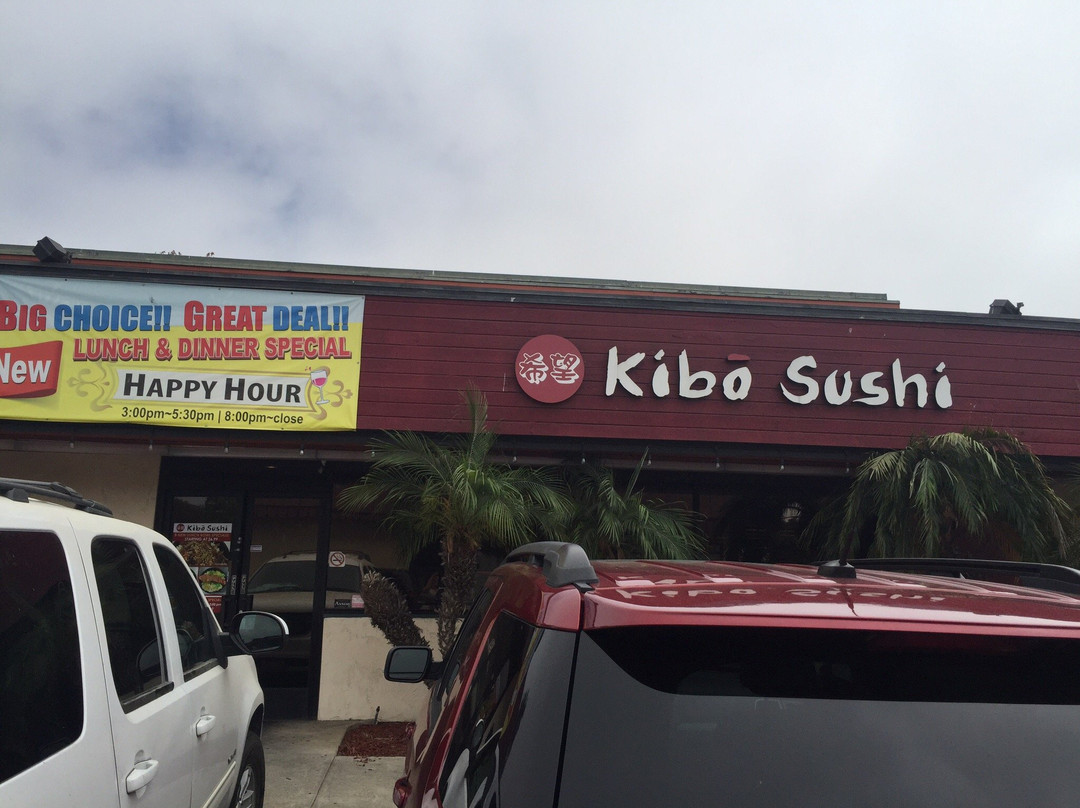 BIG CHOICE!! GREAT DEAL!!
LUNCH & DINNER SPECIAL
New
HAPPY HOUR
3:00pm~5:30pm | 8:00pm~close
希望 Kibō Sushi
Kibō Sushi